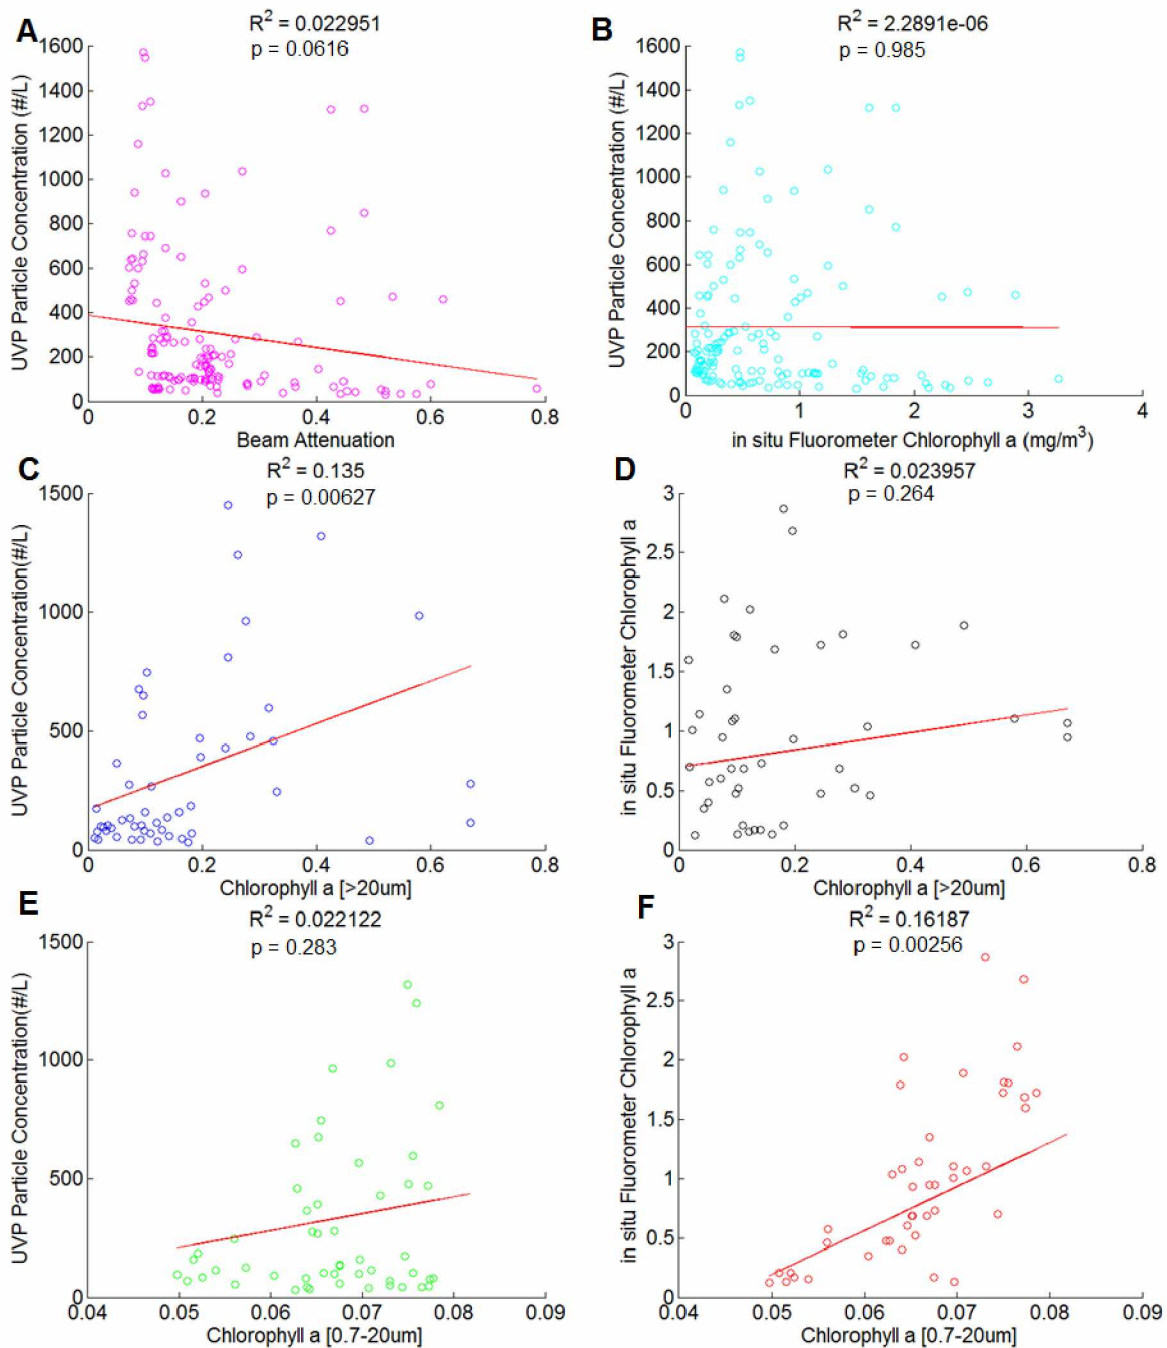 A
R² = 0.022951
p = 0.0616
UVP Particle Concentration (#/L)
1600
1400
1200
1000
800
600
400
200
0
0 0.2 0.4 0.6 0.8
Beam Attenuation
B
R² = 2.2891e-06
p = 0.985
UVP Particle Concentration (#/L)
1600
1400
1200
1000
800
600
400
200
0
0 1 2 3 4
in situ Fluorometer Chlorophyll a (mg/m³)
C
R² = 0.135
p = 0.00627
UVP Particle Concentration(#/L)
1500
1000
500
0
0 0.2 0.4 0.6 0.8
Chlorophyll a [>20um]
D
R² = 0.023957
p = 0.264
in situ Fluorometer Chlorophyll a
3
2.5
2
1.5
1
0.5
0
0 0.2 0.4 0.6 0.8
Chlorophyll a [>20um]
E
R² = 0.022122
p = 0.283
UVP Particle Concentration(#/L)
1500
1000
500
0
0.04 0.05 0.06 0.07 0.08 0.09
Chlorophyll a [0.7-20um]
F
R² = 0.16187
p = 0.00256
in situ Fluorometer Chlorophyll a
3
2.5
2
1.5
1
0.5
0
0.04 0.05 0.06 0.07 0.08 0.09
Chlorophyll a [0.7-20um]